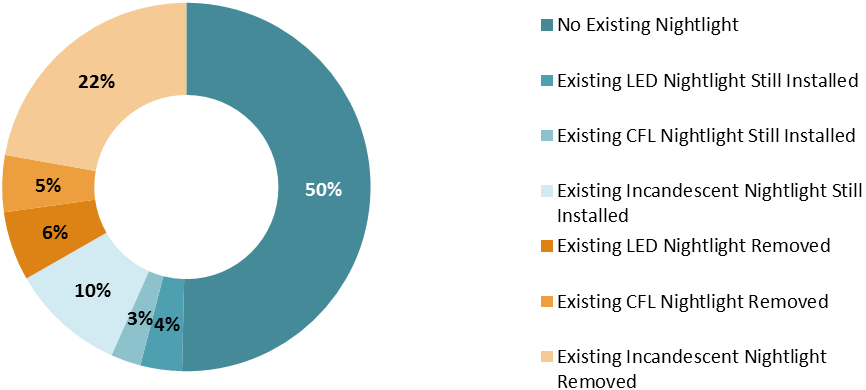 22%
5%
6%
10%
3%
4%
50%
No Existing Nightlight
Existing LED Nightlight Still Installed
Existing CFL Nightlight Still Installed
Existing Incandescent Nightlight Still
Installed
Existing LED Nightlight Removed
Existing CFL Nightlight Removed
Existing Incandescent Nightlight
Removed